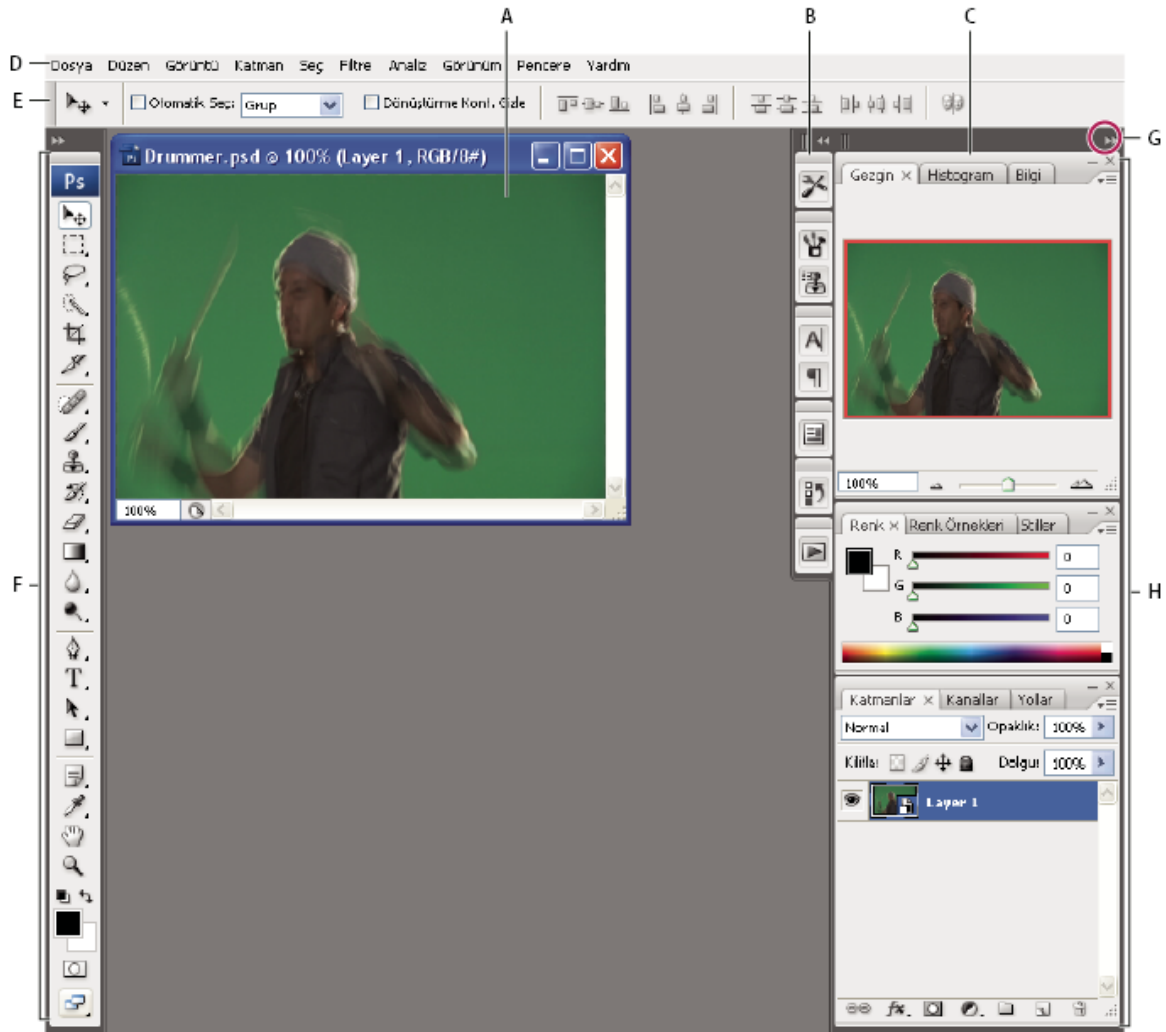 A
B
C
D
Dosya Düzen Görüntü Katman Seç Filtre Analiz Görünüm Pencere Yardım
E
Otomatik Seç: Grup Dönüştürme Kont. Gizle
G
Drummer.psd @ 100% (Layer 1, RGB/8#)
Ps
Gezgin Histogram Bilgi
A
100%
100%
Renk Renk Örnekleri Stiller
R 0
G 0
B 0
F
H
T
Katmanlar Kanallar Yollar
Normal Opaklık: 100%
Kilitle: Dolgu: 100%
Layer 1
fx.